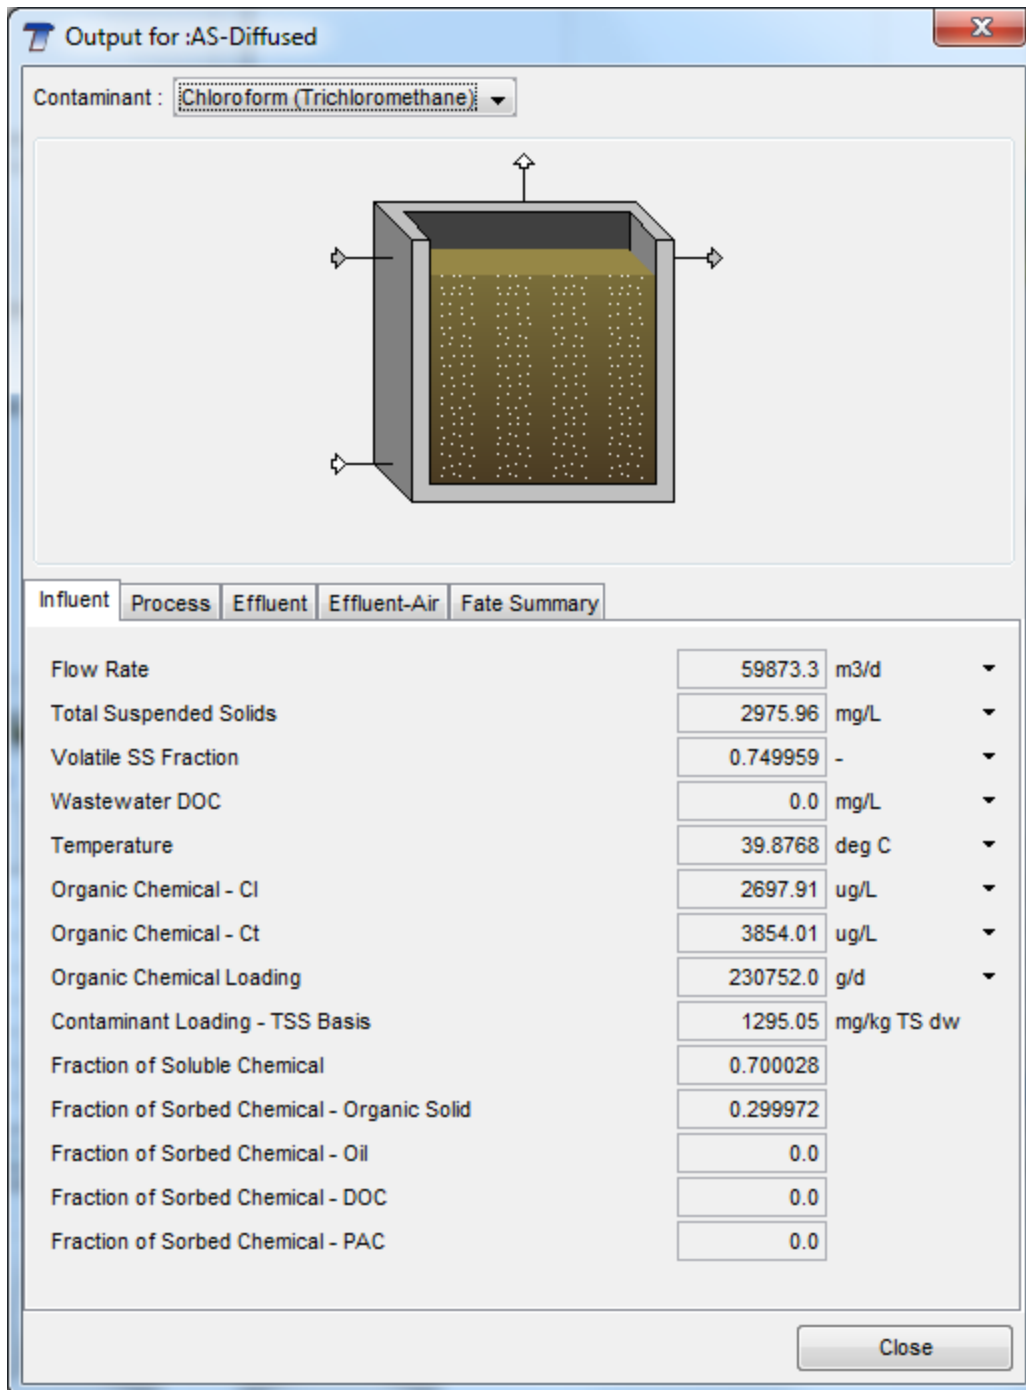 Output for :AS-Diffused
Contaminant : Chloroform (Trichloromethane)
Influent Process Effluent Effluent-Air Fate Summary
Flow Rate 59873.3 m3/d
Total Suspended Solids 2975.96 mg/L
Volatile SS Fraction 0.749959 -
Wastewater DOC 0.0 mg/L
Temperature 39.8768 deg C
Organic Chemical - Cl 2697.91 ug/L
Organic Chemical - Ct 3854.01 ug/L
Organic Chemical Loading 230752.0 g/d
Contaminant Loading - TSS Basis 1295.05 mg/kg TS dw
Fraction of Soluble Chemical 0.700028
Fraction of Sorbed Chemical - Organic Solid 0.299972
Fraction of Sorbed Chemical - Oil 0.0
Fraction of Sorbed Chemical - DOC 0.0
Fraction of Sorbed Chemical - PAC 0.0
Close